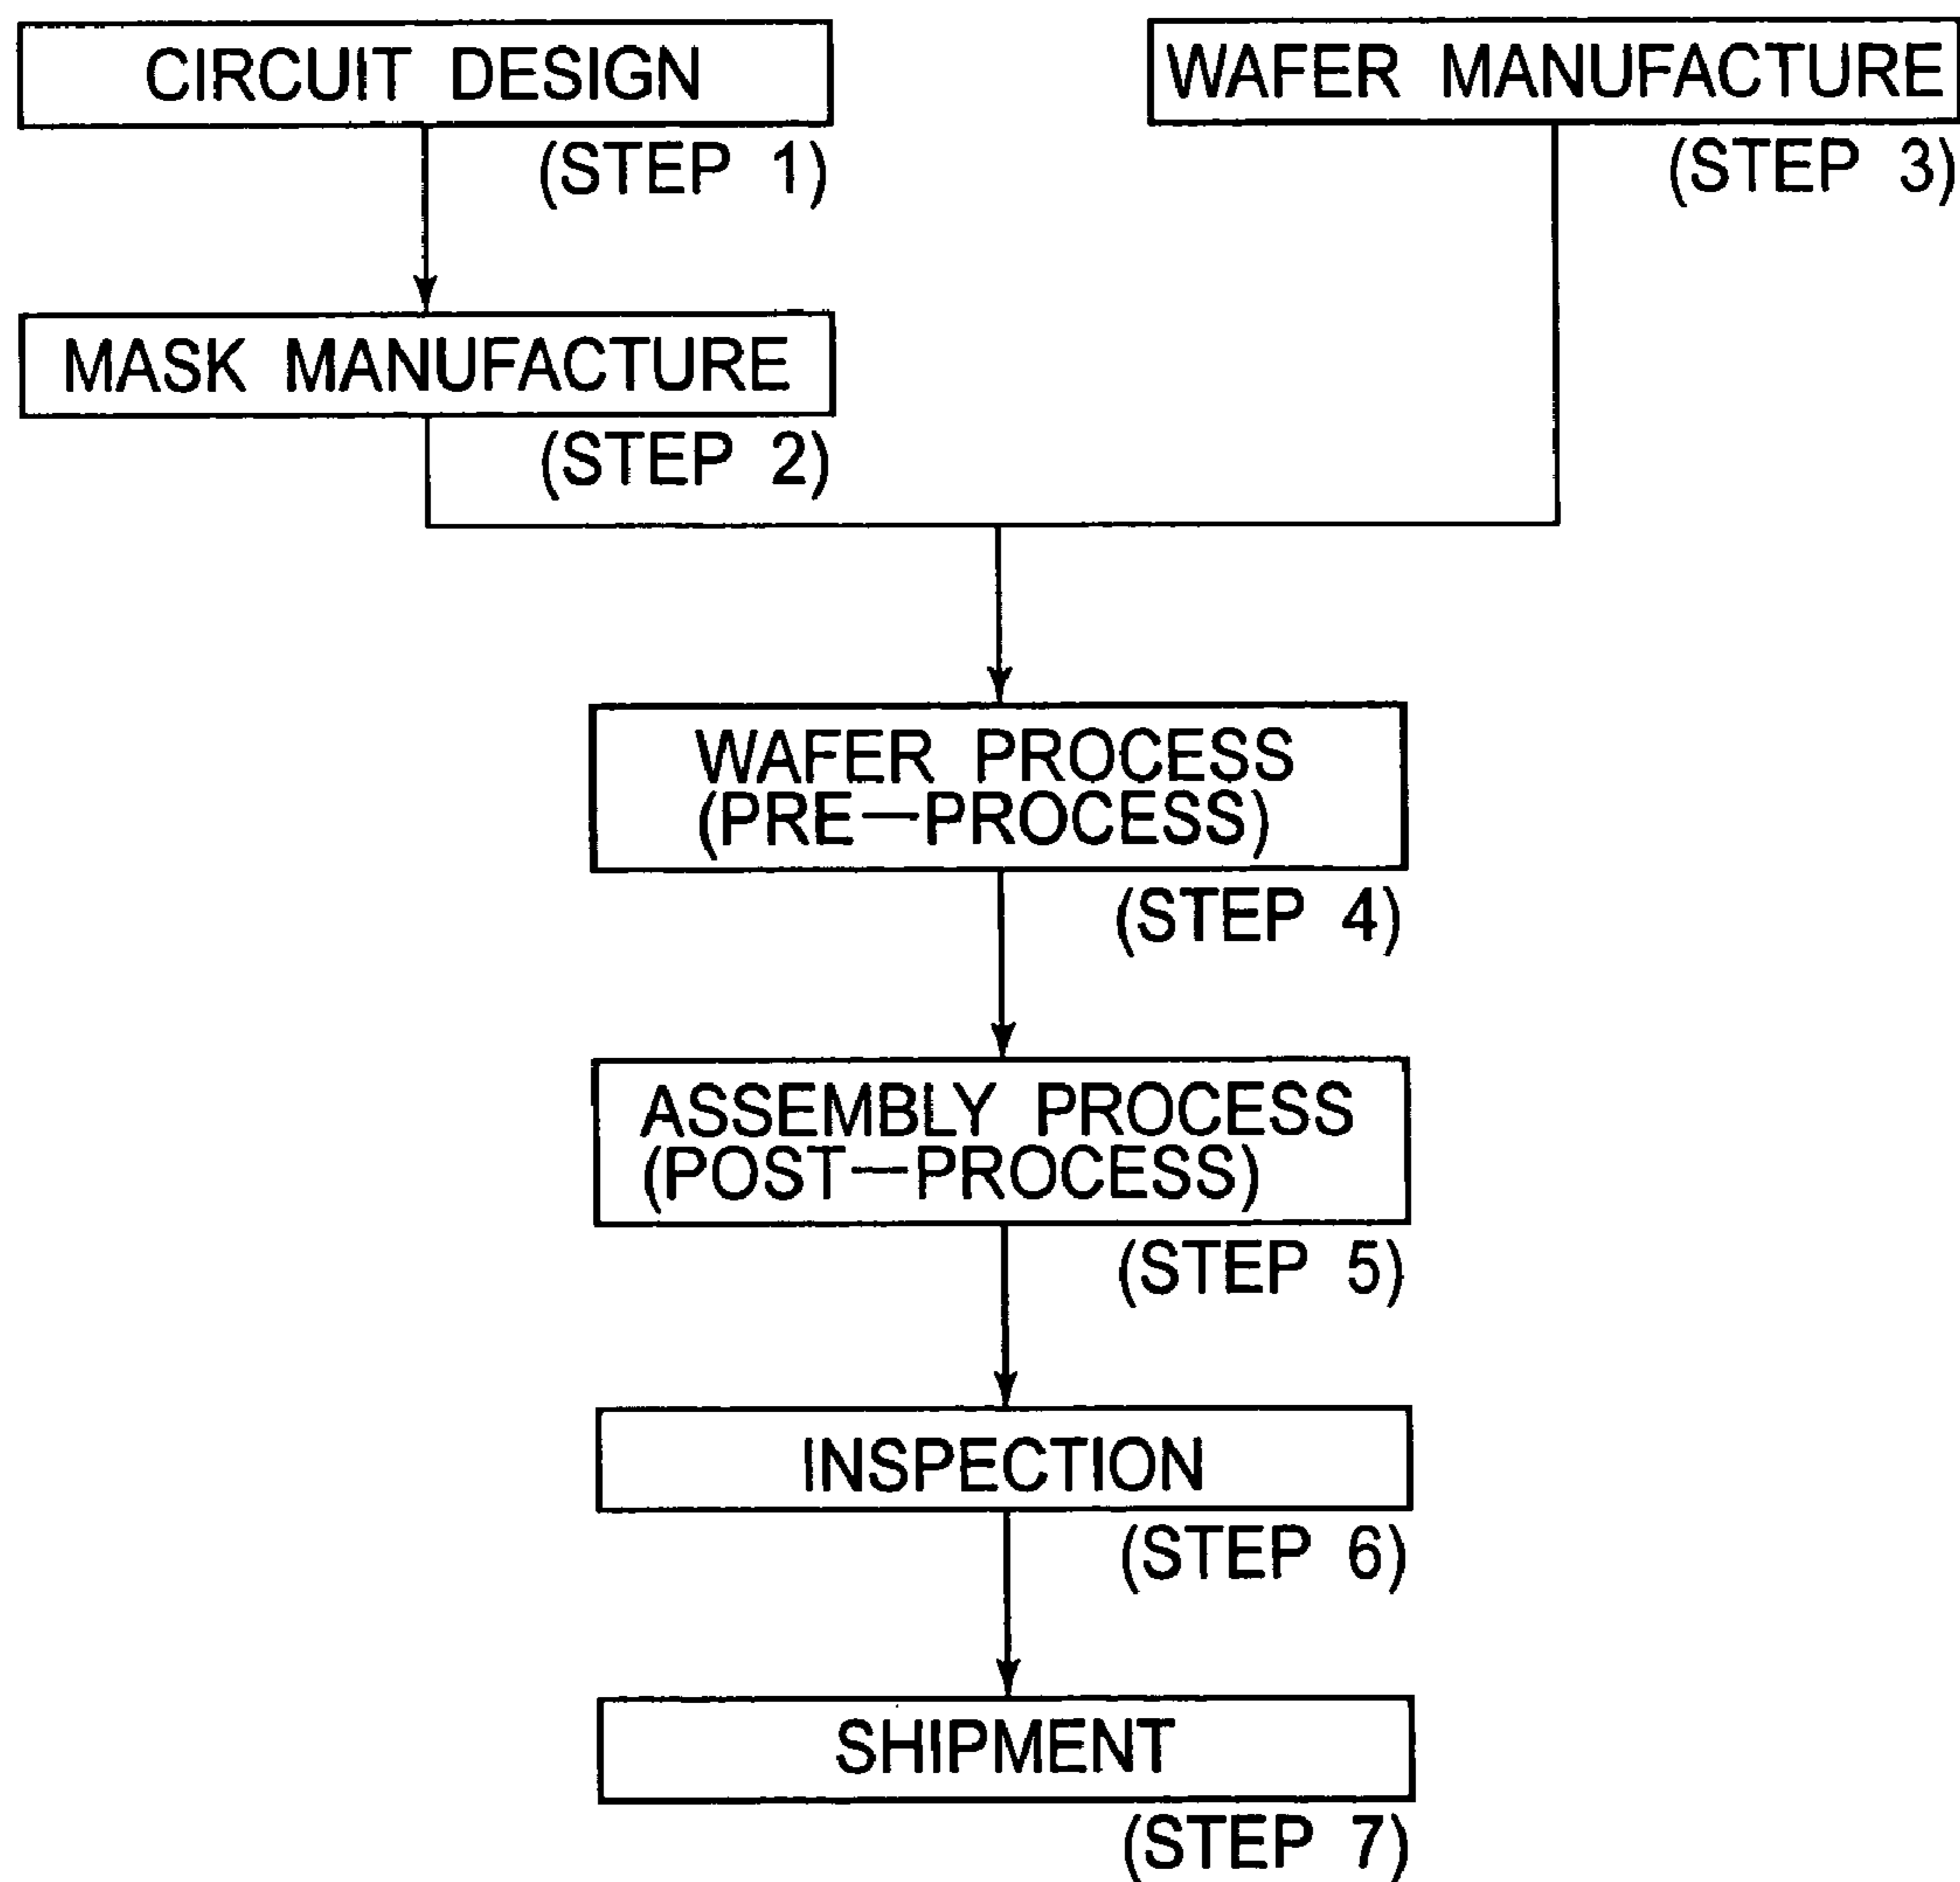 CIRCUIT DESIGN
(STEP 1)
WAFER MANUFACTURE
(STEP 3)
MASK MANUFACTURE
(STEP 2)
WAFER PROCESS
(PRE—PROCESS)
(STEP 4)
ASSEMBLY PROCESS
(POST—PROCESS)
(STEP 5)
INSPECTION
(STEP 6)
SHIPMENT
(STEP 7)